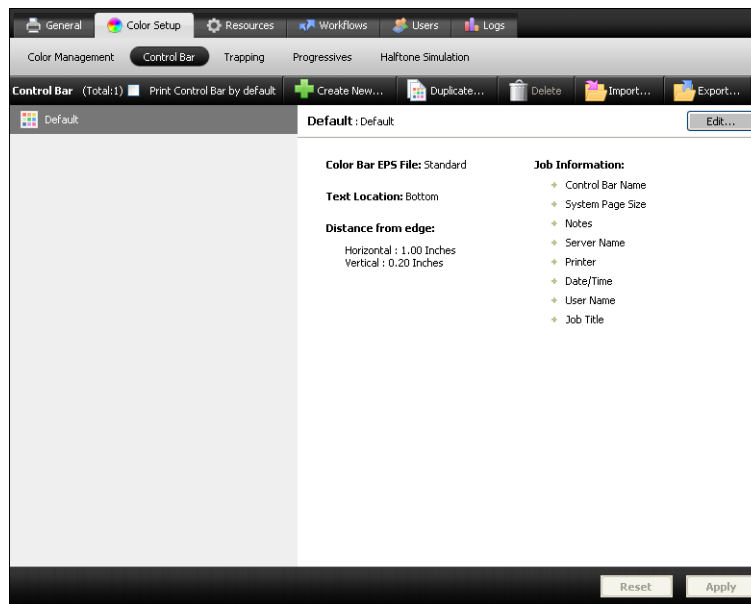 General Color Setup Resources Workflows Users Logs
Color Management Control Bar Trapping Progressives Halftone Simulation
Control Bar (Total:1) Print Control Bar by default Create New... Duplicate... Delete Import... Export...
Default
Default : Default Edit...
Color Bar EPS File: Standard
Text Location: Bottom
Distance from edge:
Horizontal : 1.00 Inches
Vertical : 0.20 Inches
Job Information:
Control Bar Name
System Page Size
Notes
Server Name
Printer
Date/Time
User Name
Job Title
Reset Apply